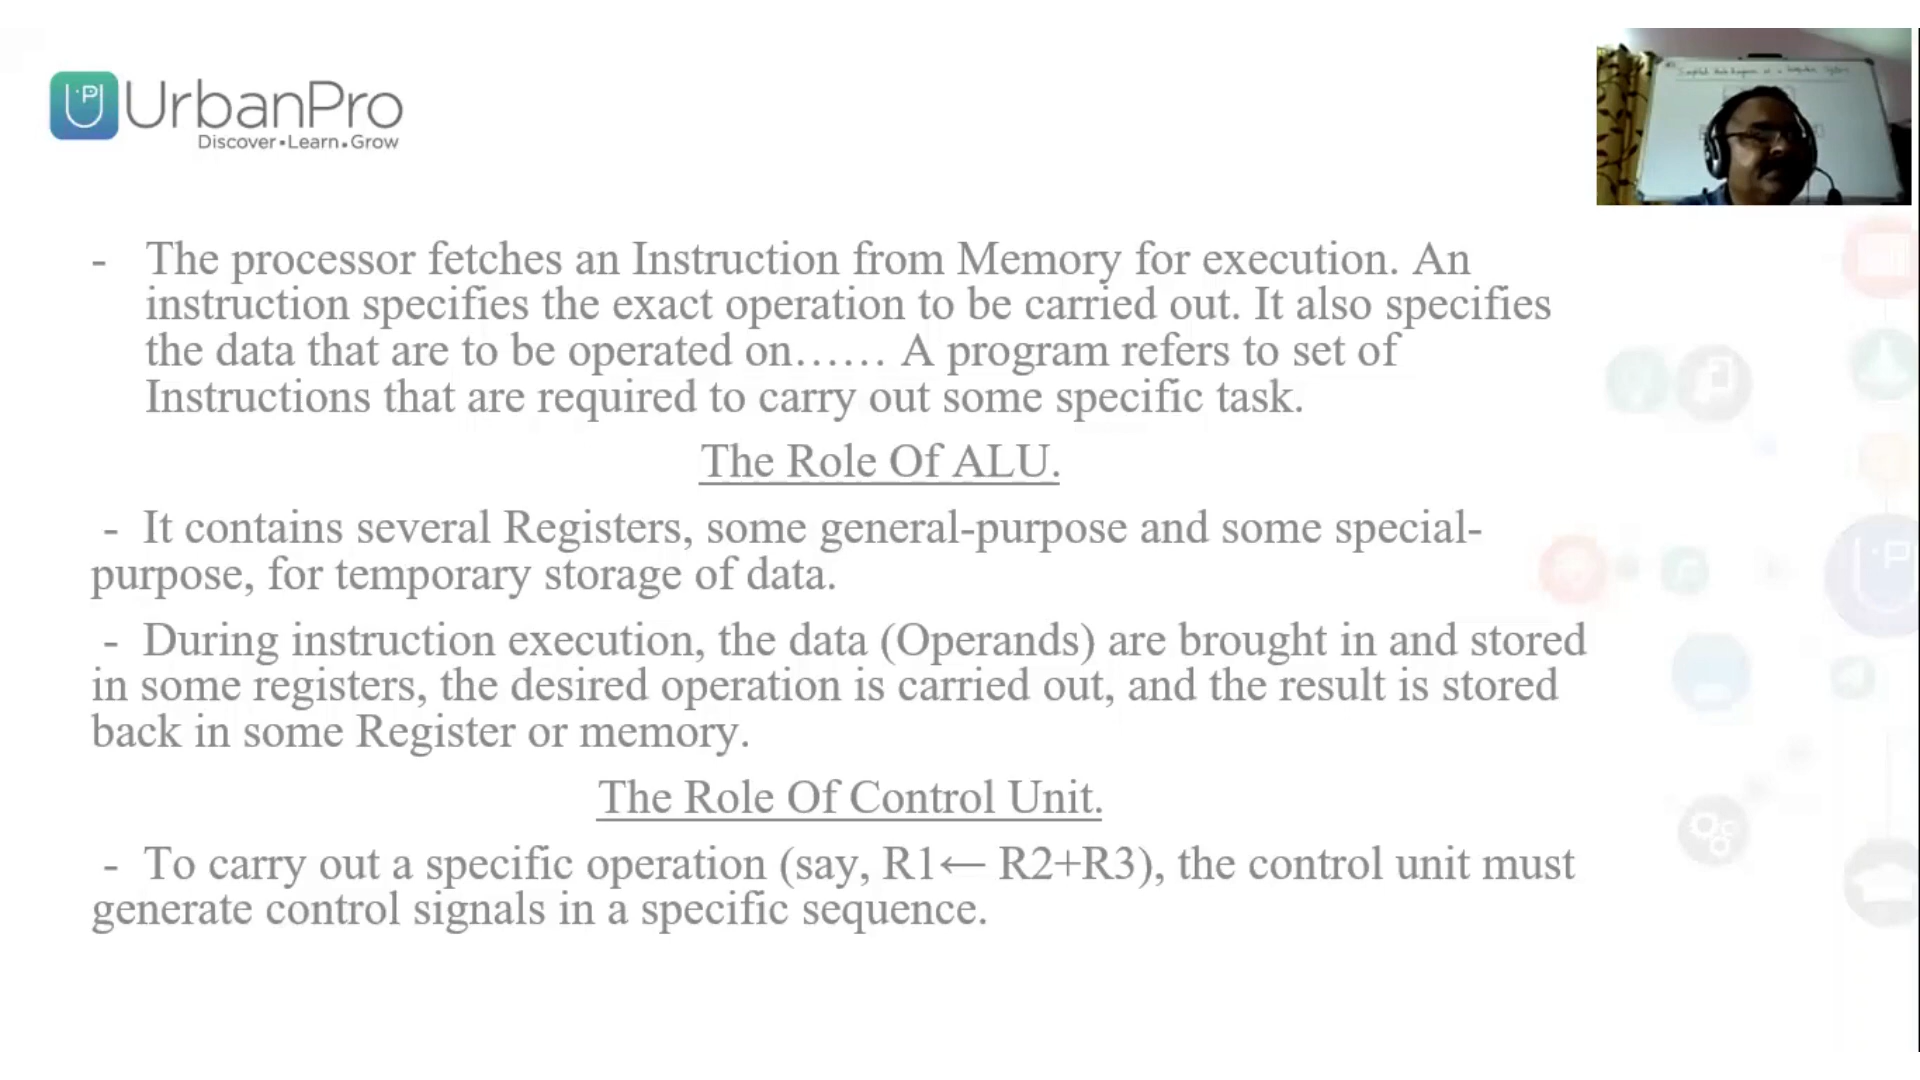 UrbanPro
Discover•Learn•Grow
- The processor fetches an Instruction from Memory for execution. An
instruction specifies the exact operation to be carried out. It also specifies
the data that are to be operated on…… A program refers to set of
Instructions that are required to carry out some specific task.
The Role Of ALU.
- It contains several Registers, some general-purpose and some special-
purpose, for temporary storage of data.
- During instruction execution, the data (Operands) are brought in and stored
in some registers, the desired operation is carried out, and the result is stored
back in some Register or memory.
The Role Of Control Unit.
- To carry out a specific operation (say, R1← R2+R3), the control unit must
generate control signals in a specific sequence.